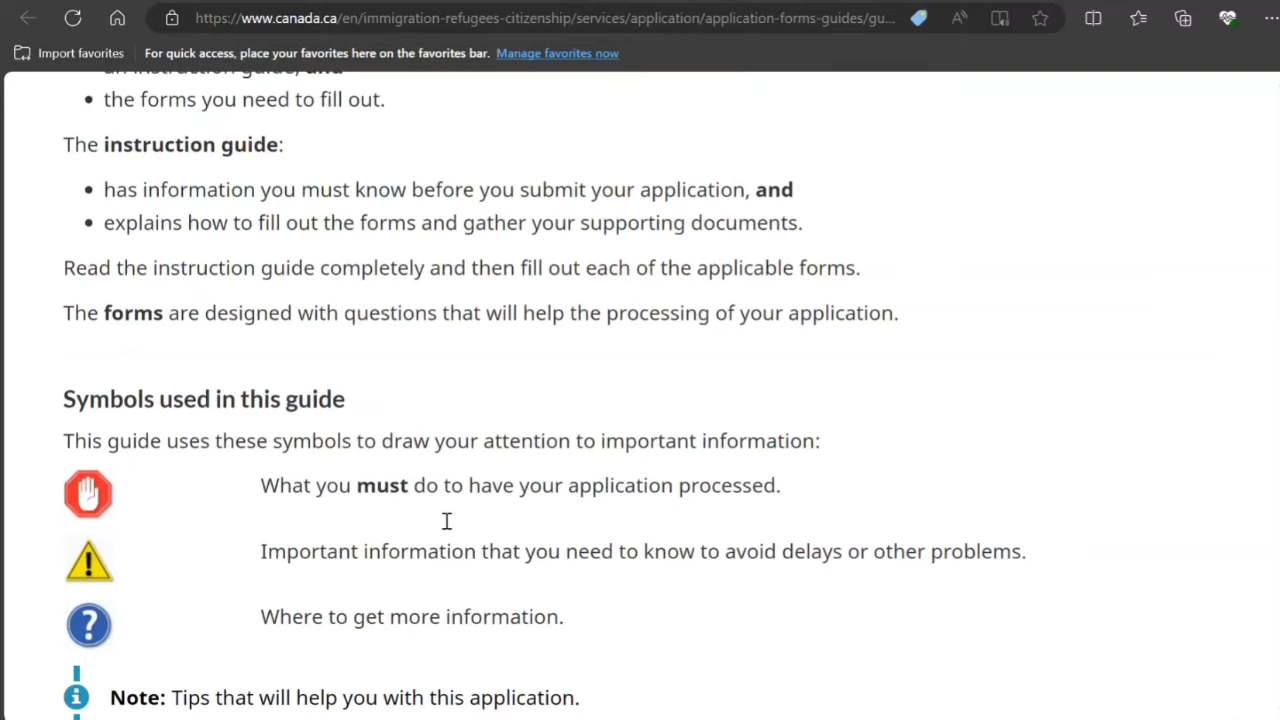 https://www.canada.ca/en/immigration-refugees-citizenship/services/application/application-forms-guides/gu...
Import favorites
For quick access, place your favorites here on the favorites bar. Manage favorites now
an instruction guide, and
• the forms you need to fill out.
The instruction guide:
• has information you must know before you submit your application, and
• explains how to fill out the forms and gather your supporting documents.
Read the instruction guide completely and then fill out each of the applicable forms.
The forms are designed with questions that will help the processing of your application.
Symbols used in this guide
This guide uses these symbols to draw your attention to important information:
What you must do to have your application processed.
Important information that you need to know to avoid delays or other problems.
Where to get more information.
Note: Tips that will help you with this application.